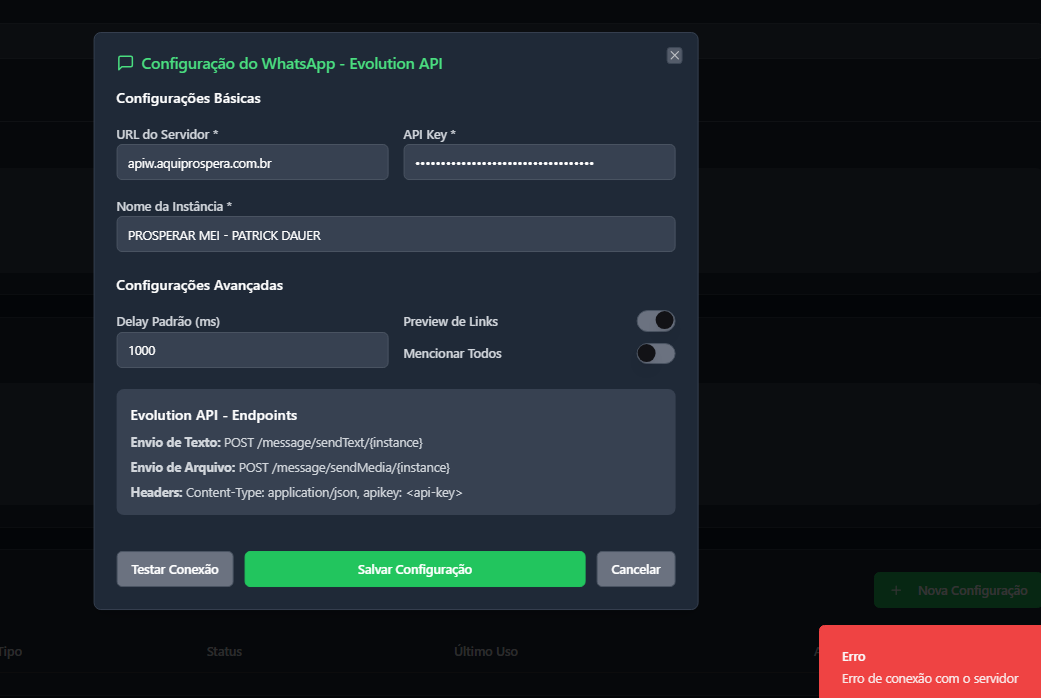 Configuração do WhatsApp - Evolution API
Configurações Básicas
URL do Servidor *
API Key *
apiw.aquiprospera.com.br
••••••••••••••••••••••••••••••••••••
Nome da Instância *
PROSPERAR MEI - PATRICK DAUER
Configurações Avançadas
Delay Padrão (ms)
Preview de Links
1000
Mencionar Todos
Evolution API - Endpoints
Envio de Texto: POST /message/sendText/{instance}
Envio de Arquivo: POST /message/sendMedia/{instance}
Headers: Content-Type: application/json, apikey: <api-key>
Testar Conexão
Salvar Configuração
Cancelar
+ Nova Configuração
Tipo
Status
Último Uso
Erro
Erro de conexão com o servidor